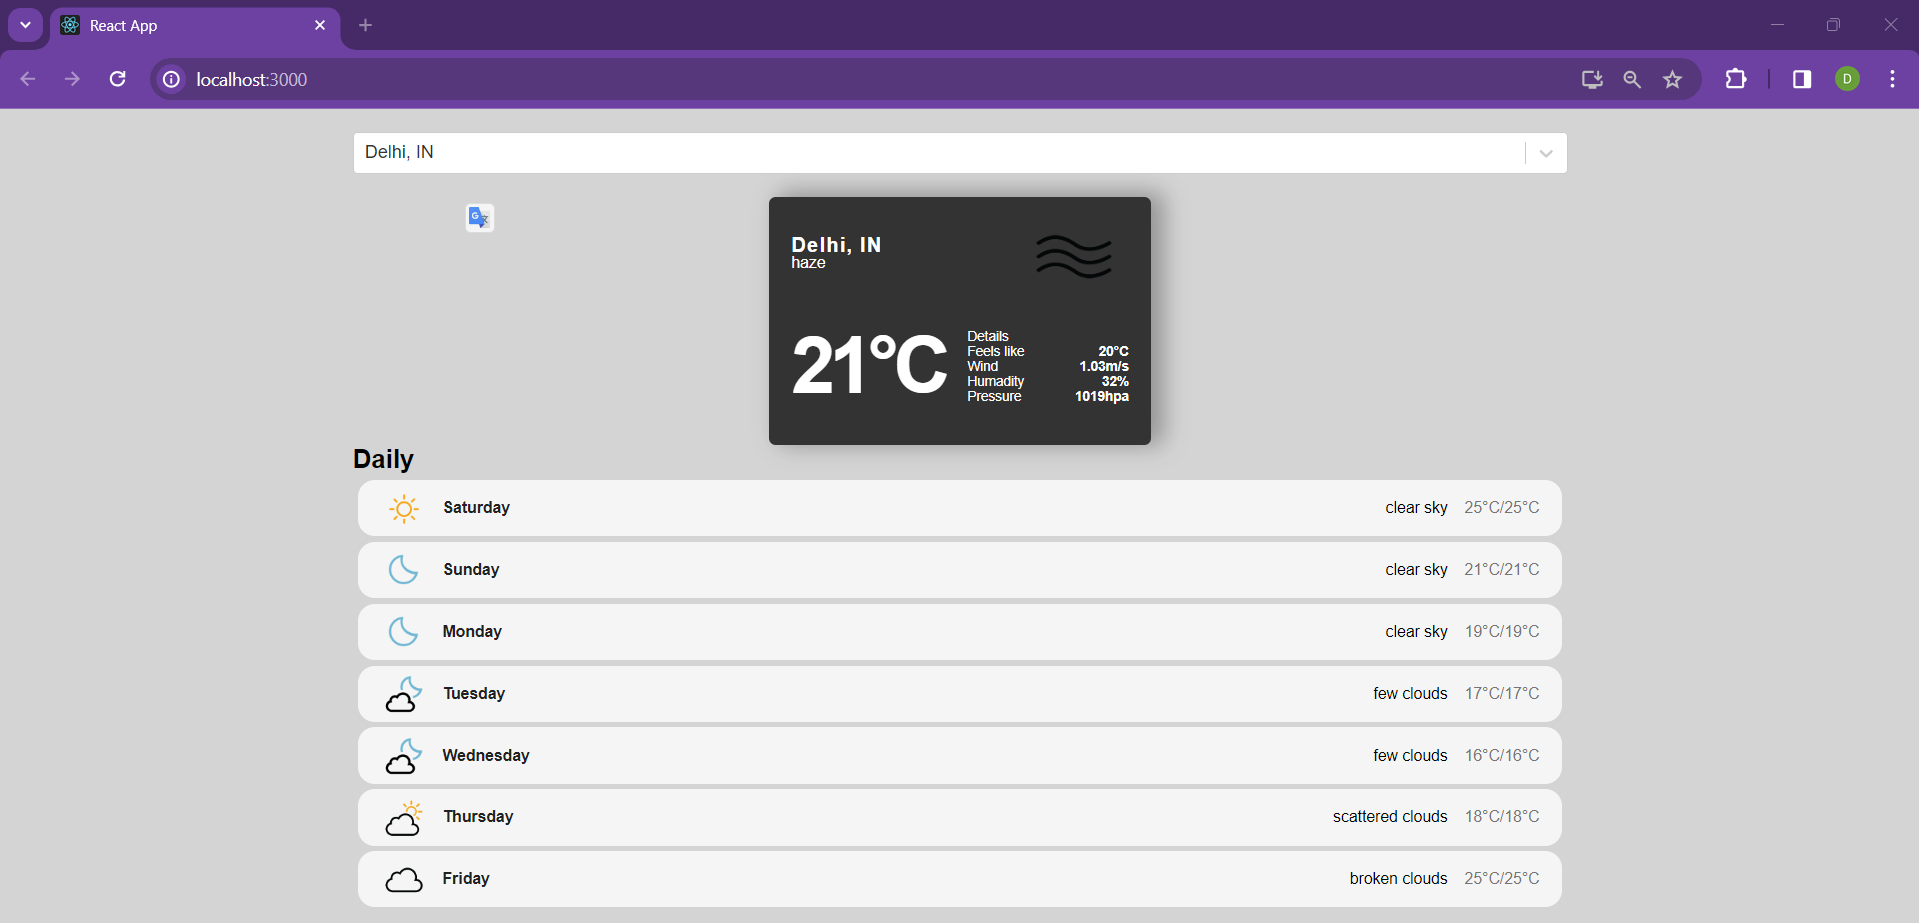 React App
localhost:3000
D
Delhi, IN
G
Delhi, IN
haze
21°C
Details
Feels like 20°C
Wind 1.03m/s
Humadity 32%
Pressure 1019hpa
Daily
Saturday clear sky 25°C/25°C
Sunday clear sky 21°C/21°C
Monday clear sky 19°C/19°C
Tuesday few clouds 17°C/17°C
Wednesday few clouds 16°C/16°C
Thursday scattered clouds 18°C/18°C
Friday broken clouds 25°C/25°C